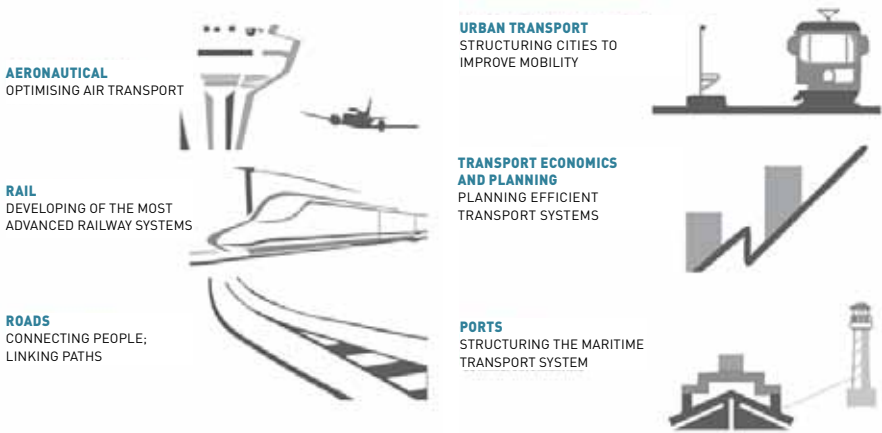 AERONAUTICAL
OPTIMISING AIR TRANSPORT
RAIL
DEVELOPING OF THE MOST
ADVANCED RAILWAY SYSTEMS
ROADS
CONNECTING PEOPLE;
LINKING PATHS
URBAN TRANSPORT
STRUCTURING CITIES TO
IMPROVE MOBILITY
TRANSPORT ECONOMICS
AND PLANNING
PLANNING EFFICIENT
TRANSPORT SYSTEMS
PORTS
STRUCTURING THE MARITIME
TRANSPORT SYSTEM